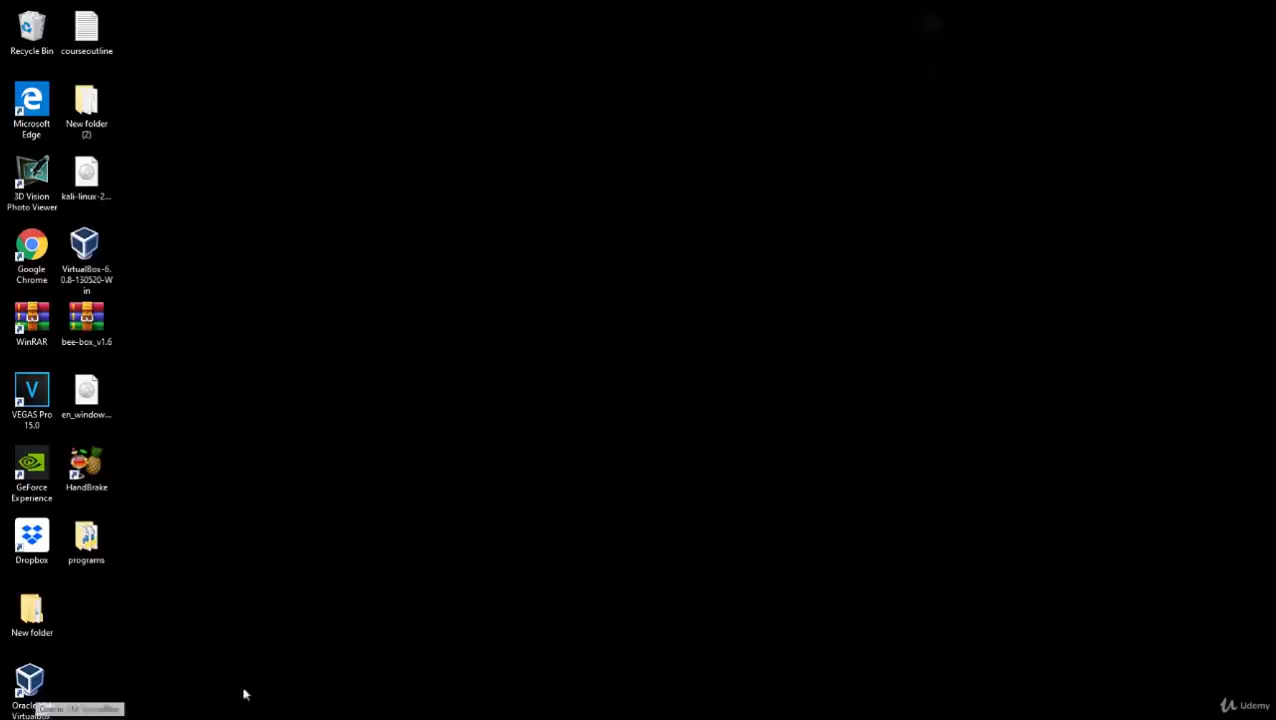 Recycle Bin
courseoutline
Microsoft
Edge
New folder
(2)
3D Vision
Photo Viewer
kali-linux-2...
Google
Chrome
VirtualBox-6.
0.8-130520-W
in
WinRAR
bee-box_v1.6
VEGAS Pro
15.0
en_window...
GeForce
Experience
HandBrake
Dropbox
programs
New folder
Virtualbox
Udemy